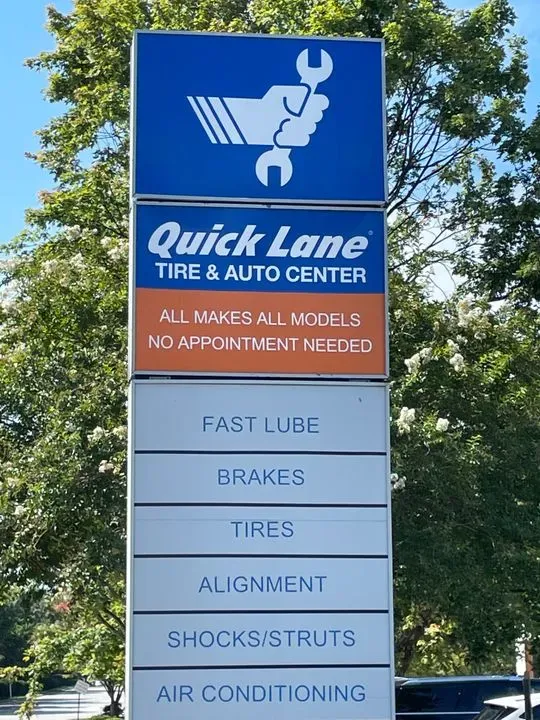 Quick Lane®
TIRE & AUTO CENTER
ALL MAKES ALL MODELS
NO APPOINTMENT NEEDED
FAST LUBE
BRAKES
TIRES
ALIGNMENT
SHOCKS/STRUTS
AIR CONDITIONING